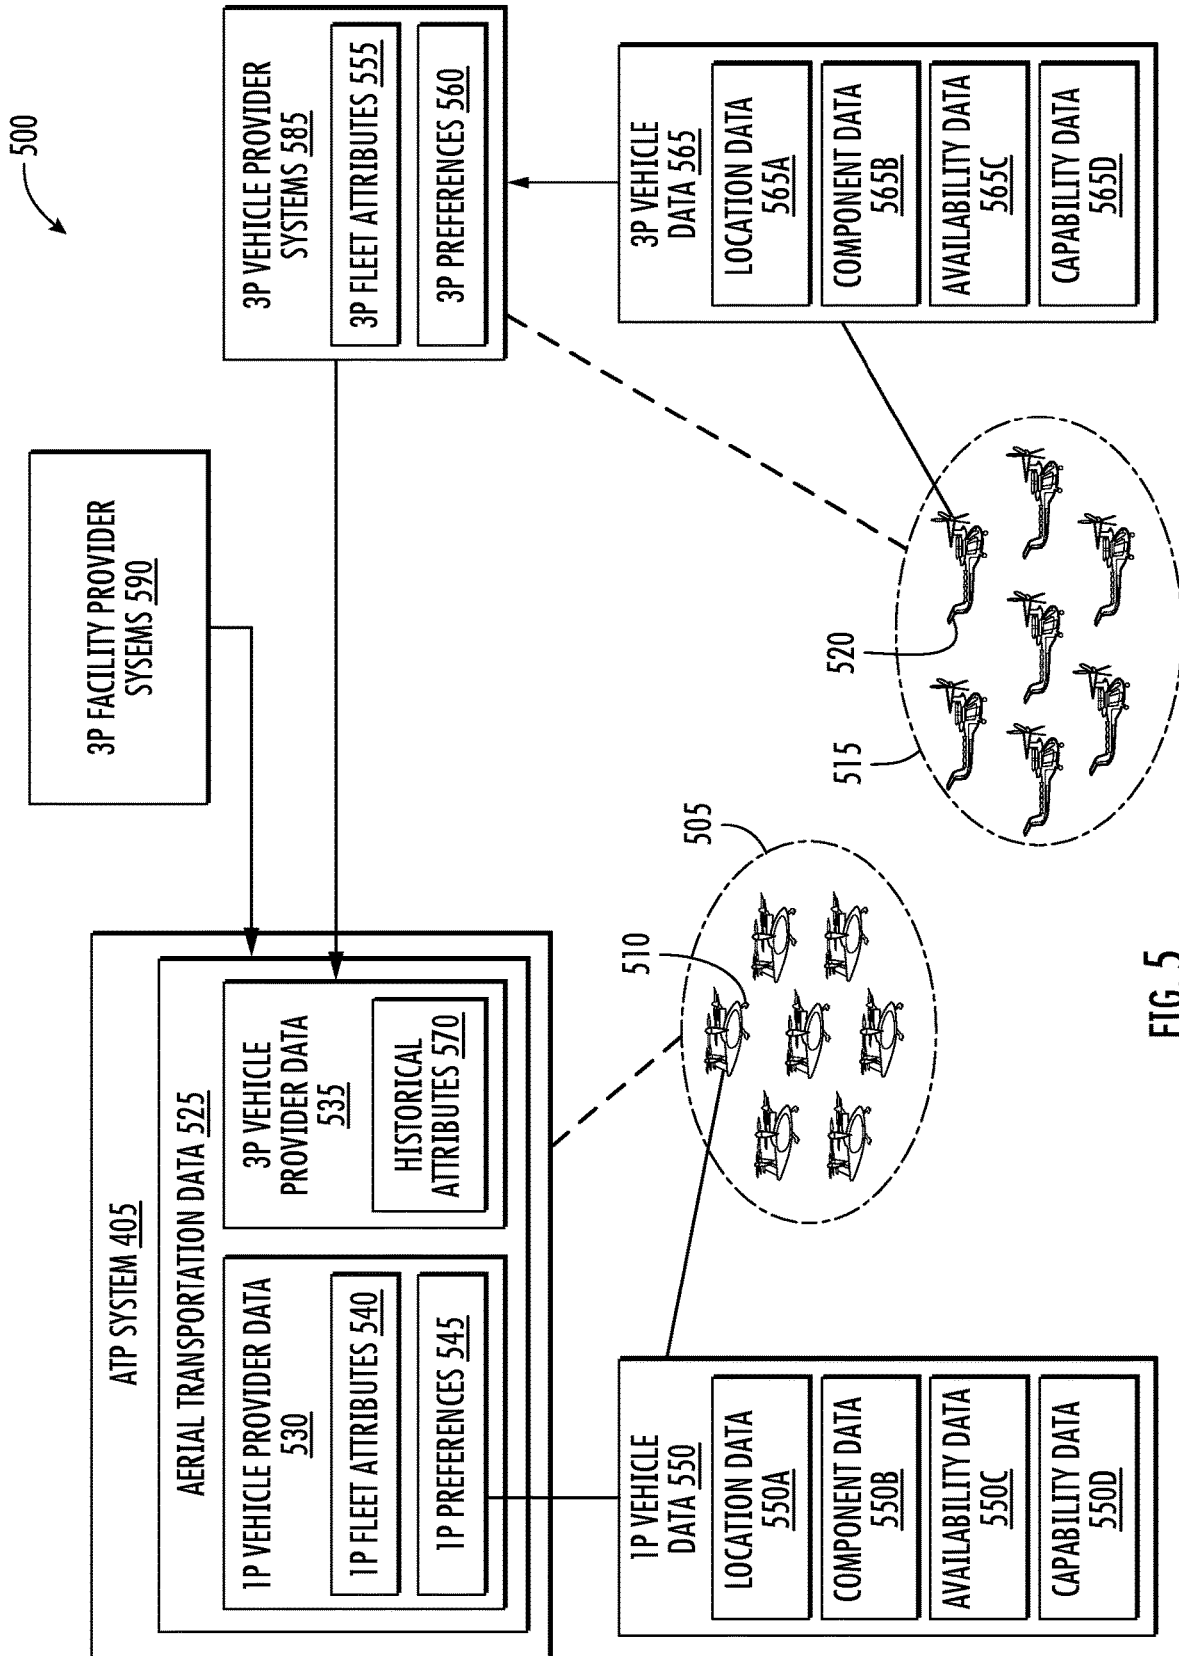 500
3P FACILITY PROVIDER
SYSEMS 590
ATP SYSTEM 405
AERIAL TRANSPORTATION DATA 525
1P VEHICLE PROVIDER DATA
530
1P FLEET ATTRIBUTES 540
1P PREFERENCES 545
3P VEHICLE
PROVIDER DATA
535
HISTORICAL
ATTRIBUTES 570
3P VEHICLE PROVIDER
SYSTEMS 585
3P FLEET ATTRIBUTES 555
3P PREFERENCES 560
1P VEHICLE
DATA 550
LOCATION DATA
550A
COMPONENT DATA
550B
AVAILABILITY DATA
550C
CAPABILITY DATA
550D
510
505
515
520
3P VEHICLE
DATA 565
LOCATION DATA
565A
COMPONENT DATA
565B
AVAILABILITY DATA
565C
CAPABILITY DATA
565D
FIG. 5